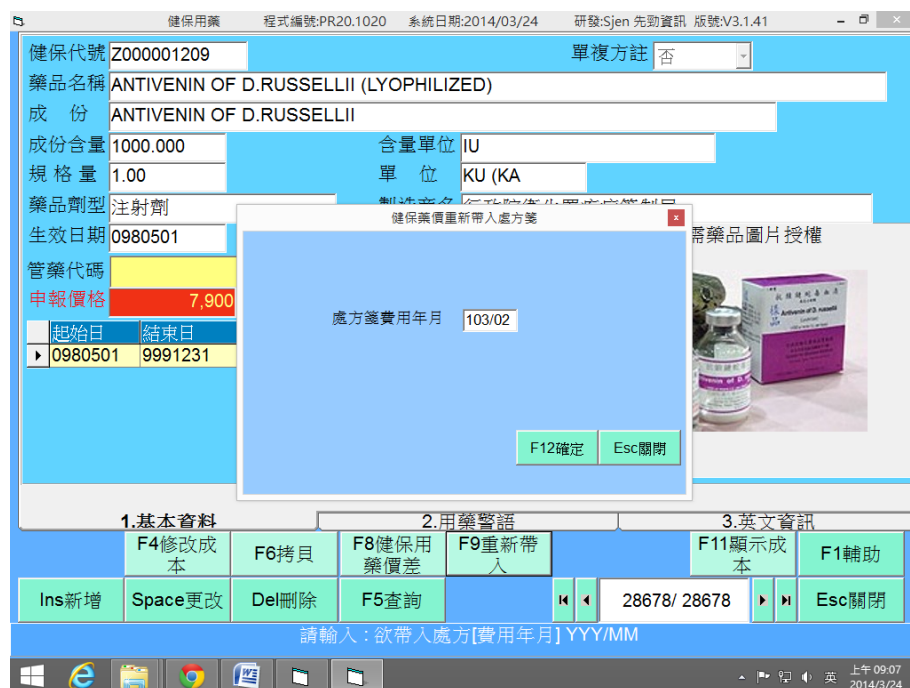 健保用藥 程式編號:PR20.1020 系統日期:2014/03/24 研發:Sjen 先勁資訊 版號:V3.1.41
健保代號 Z000001209 單複方註 否
藥品名稱 ANTIVENIN OF D.RUSSELLII (LYOPHILIZED)
成 份 ANTIVENIN OF D.RUSSELLII
成份含量 1000.000 含量單位 IU
規 格 量 1.00 單 位 KU (KA
藥品劑型 注射劑
健保藥價重新帶入處方箋
生效日期 0980501 需藥品圖片授權
管藥代碼
申報價格 7,900
處方箋費用年月 103/02
起始日 結束日
0980501 9991231
F12確定 Esc關閉
1.基本資料 2.用藥警語 3.英文資訊
F4修改成本 F6拷貝 F8健保用藥價差 F9重新帶入 F11顯示成本 F1輔助
Ins新增 Space更改 Del刪除 F5查詢 28678/ 28678 Esc關閉
請輸入 : 欲帶入處方[費用年月] YYY/MM
英 上午 09:07
2014/3/24